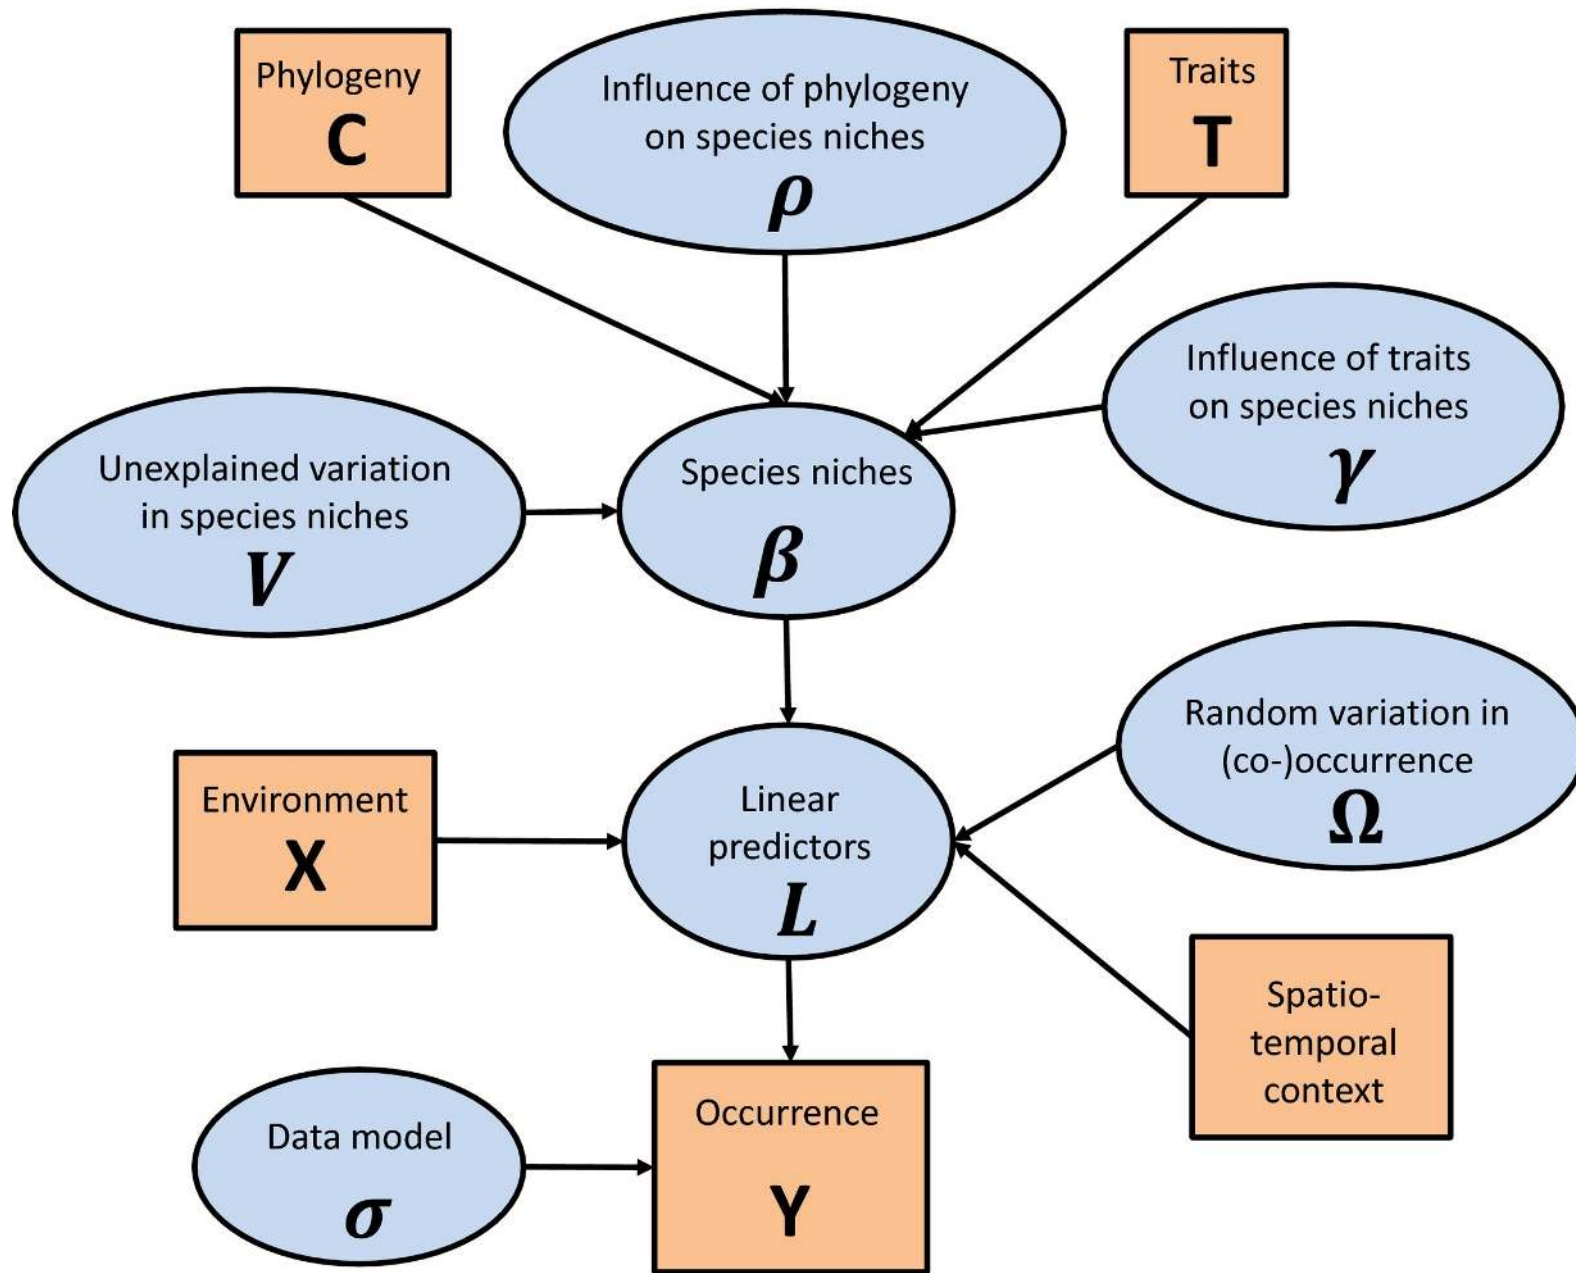 Phylogeny
C
Influence of phylogeny
on species niches
ρ
Traits
T
Influence of traits
on species niches
γ
Unexplained variation
in species niches
V
Species niches
β
Random variation in
(co-)occurrence
Ω
Environment
X
Linear
predictors
L
Spatio-
temporal
context
Data model
σ
Occurrence
Y